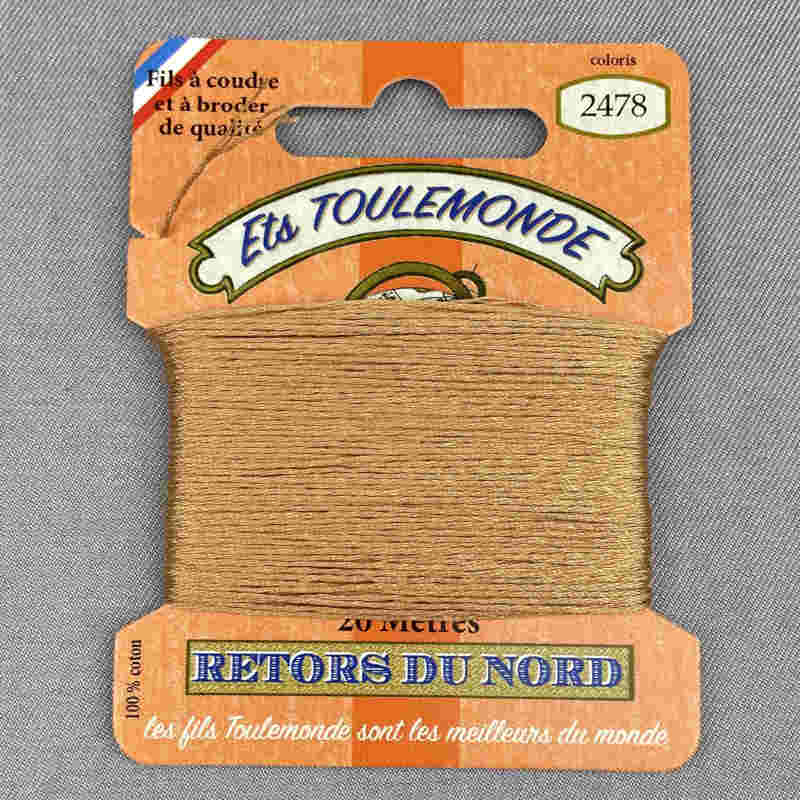 Fils à coudre
et à broder
de qualité
coloris
2478
Ets TOULEMONDE
20 Mètres
RETORS DU NORD
100 % coton
les fils Toulemonde sont les meilleurs du monde